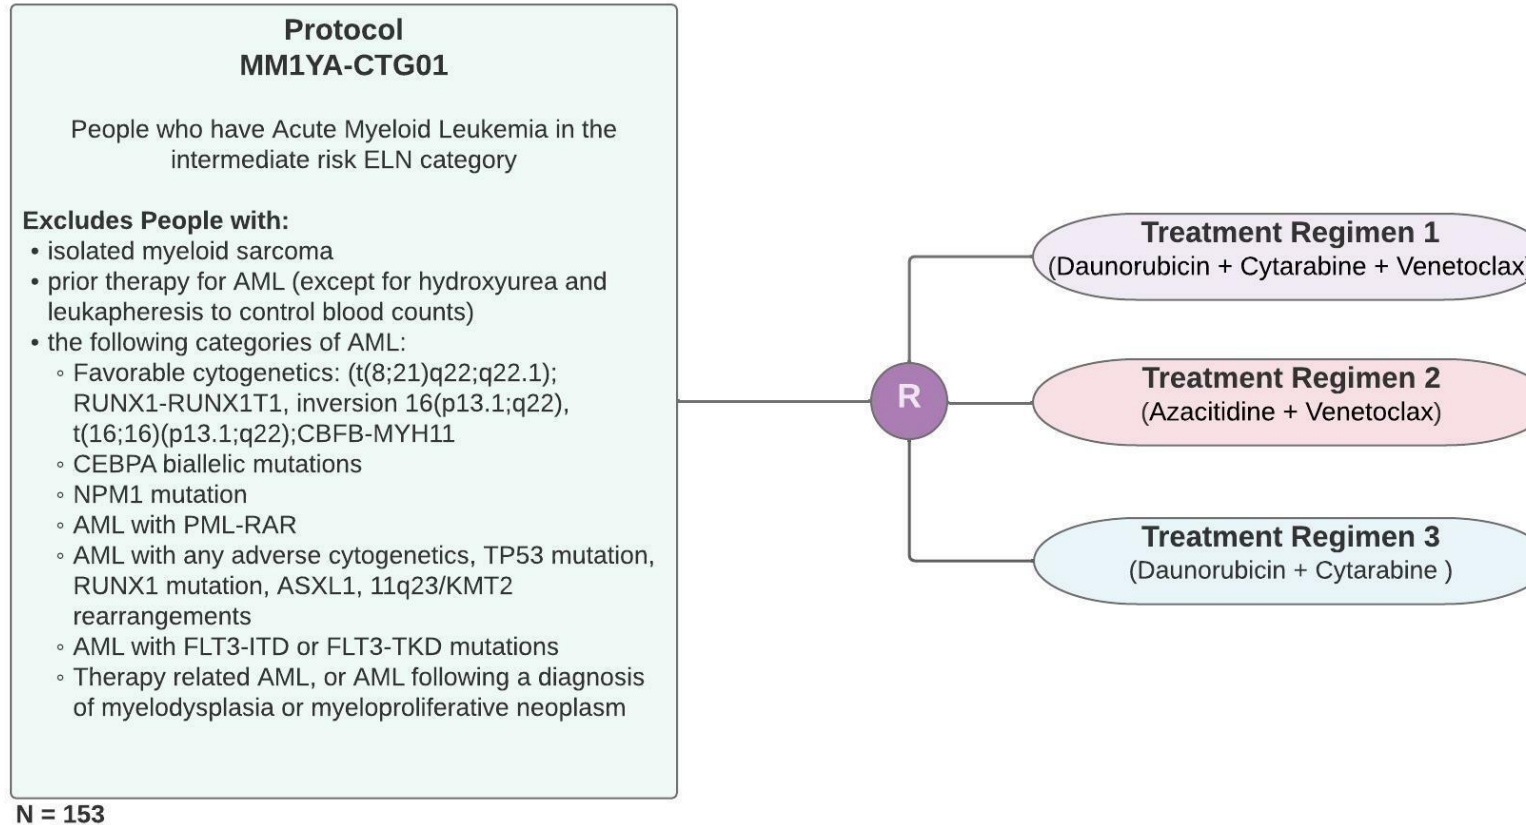 Protocol
MM1YA-CTG01
People who have Acute Myeloid Leukemia in the
intermediate risk ELN category
Excludes People with:
• isolated myeloid sarcoma
• prior therapy for AML (except for hydroxyurea and
leukapheresis to control blood counts)
• the following categories of AML:
◦ Favorable cytogenetics: (t(8;21)q22;q22.1);
RUNX1-RUNX1T1, inversion 16(p13.1;q22),
t(16;16)(p13.1;q22);CBFB-MYH11
◦ CEBPA biallelic mutations
◦ NPM1 mutation
◦ AML with PML-RAR
◦ AML with any adverse cytogenetics, TP53 mutation,
RUNX1 mutation, ASXL1, 11q23/KMT2
rearrangements
◦ AML with FLT3-ITD or FLT3-TKD mutations
◦ Therapy related AML, or AML following a diagnosis
of myelodysplasia or myeloproliferative neoplasm
N = 153
R
Treatment Regimen 1
(Daunorubicin + Cytarabine + Venetoclax)
Treatment Regimen 2
(Azacitidine + Venetoclax)
Treatment Regimen 3
(Daunorubicin + Cytarabine )